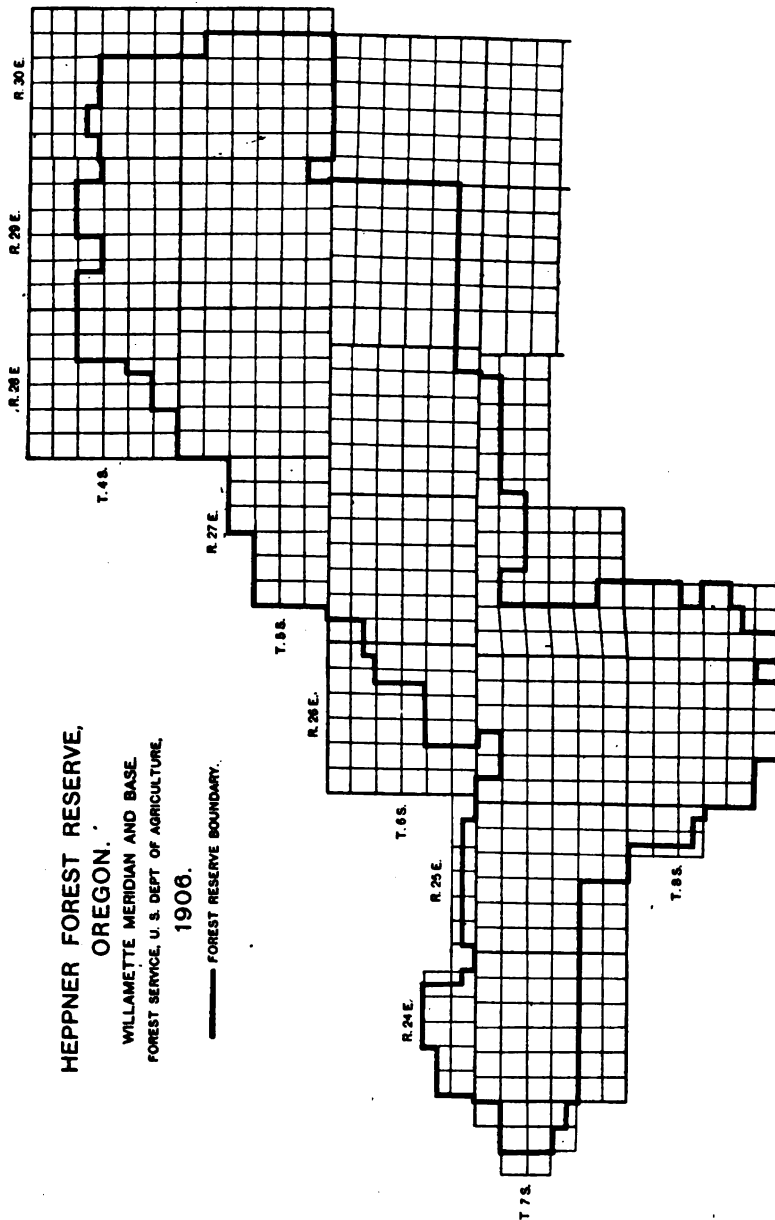 HEPPNER FOREST RESERVE,
OREGON.
WILLAMETTE MERIDIAN AND BASE.
FOREST SERVICE, U. S. DEPT OF AGRICULTURE,
1906.
FOREST RESERVE BOUNDARY.
R. 24 E.
R. 25 E.
R. 26 E.
R. 27 E.
R. 28 E
R. 29 E.
R. 30 E.
T. 4 S.
T. 5 S.
T. 6 S.
T 7 S.
T. 8 S.